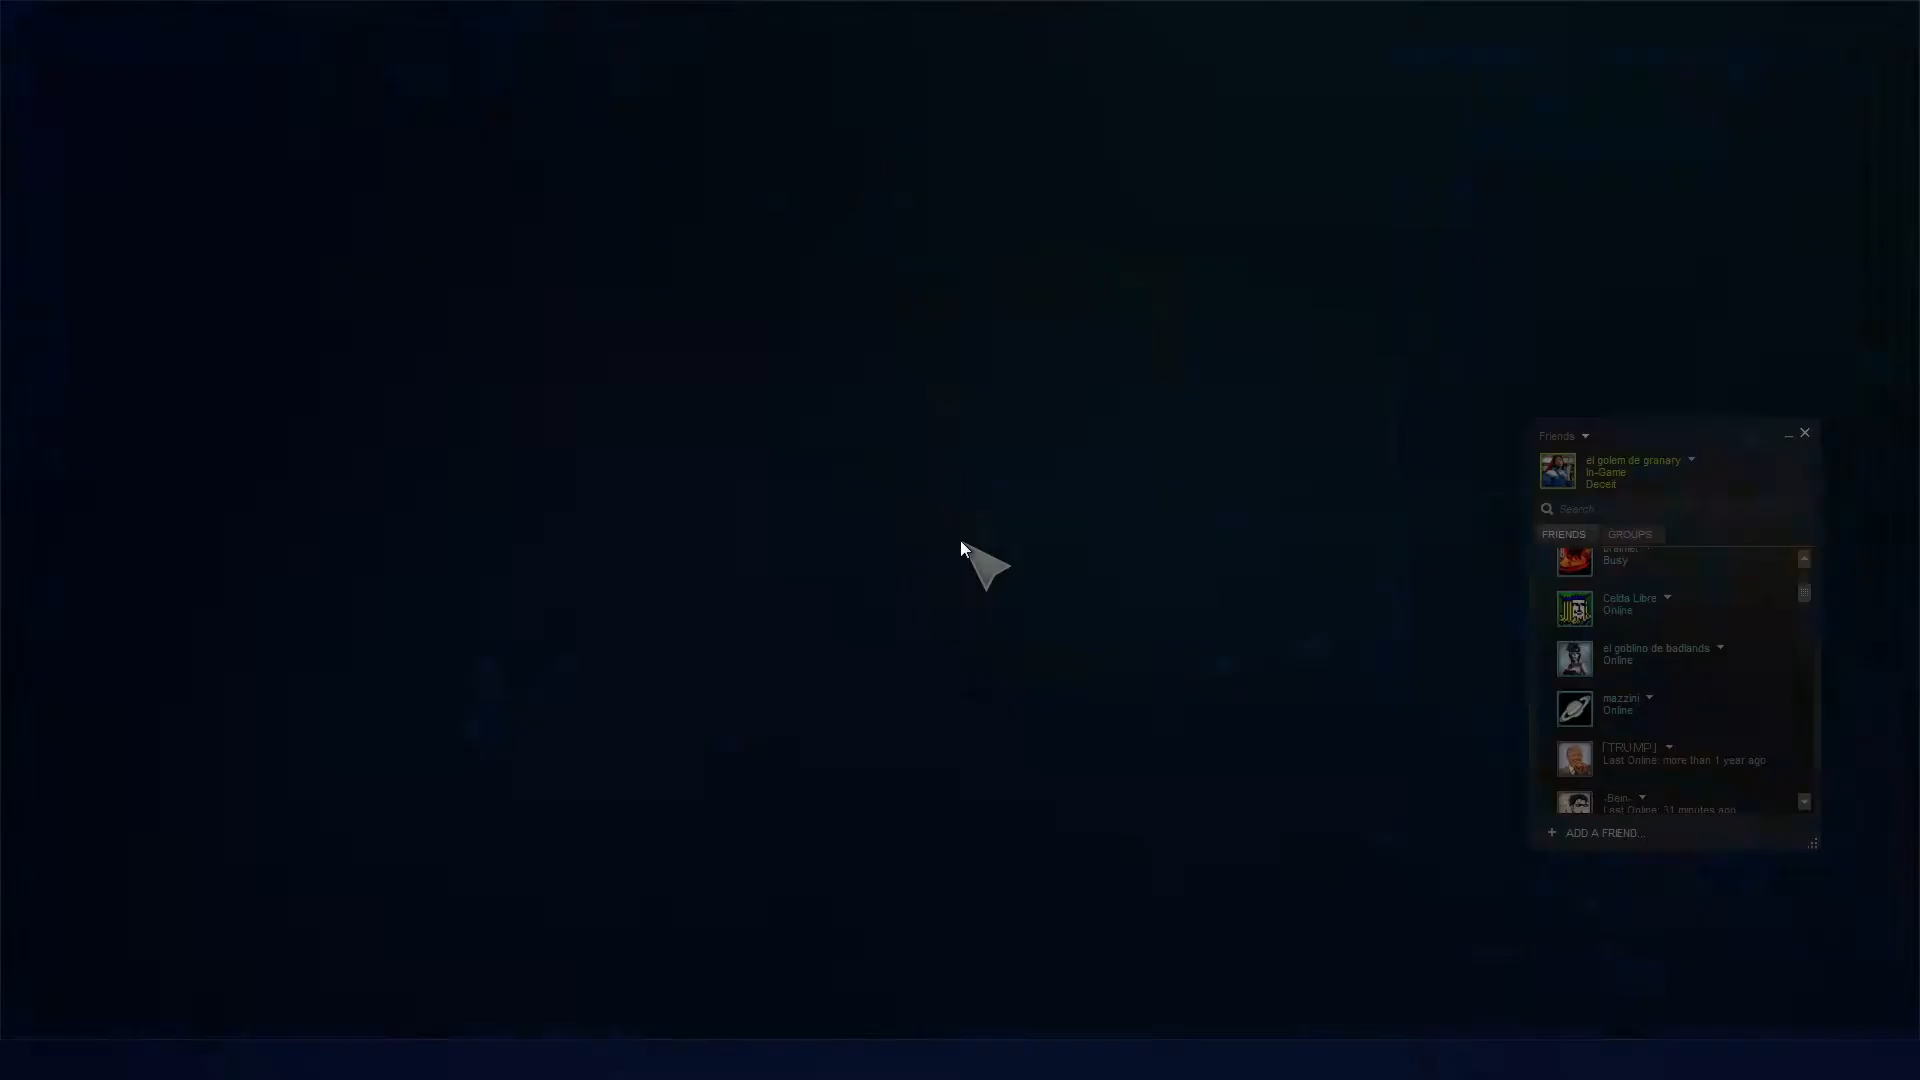 Friends
el golem de granary
In-Game
Deceit
Search
FRIENDS GROUPS
Busy
Celda Libre
Online
el goblino de badlands
Online
mazzini
Online
[TRUMP]
Last Online: more than 1 year ago
-Bein-
Last Online: 31 minutes ago
+ ADD A FRIEND...